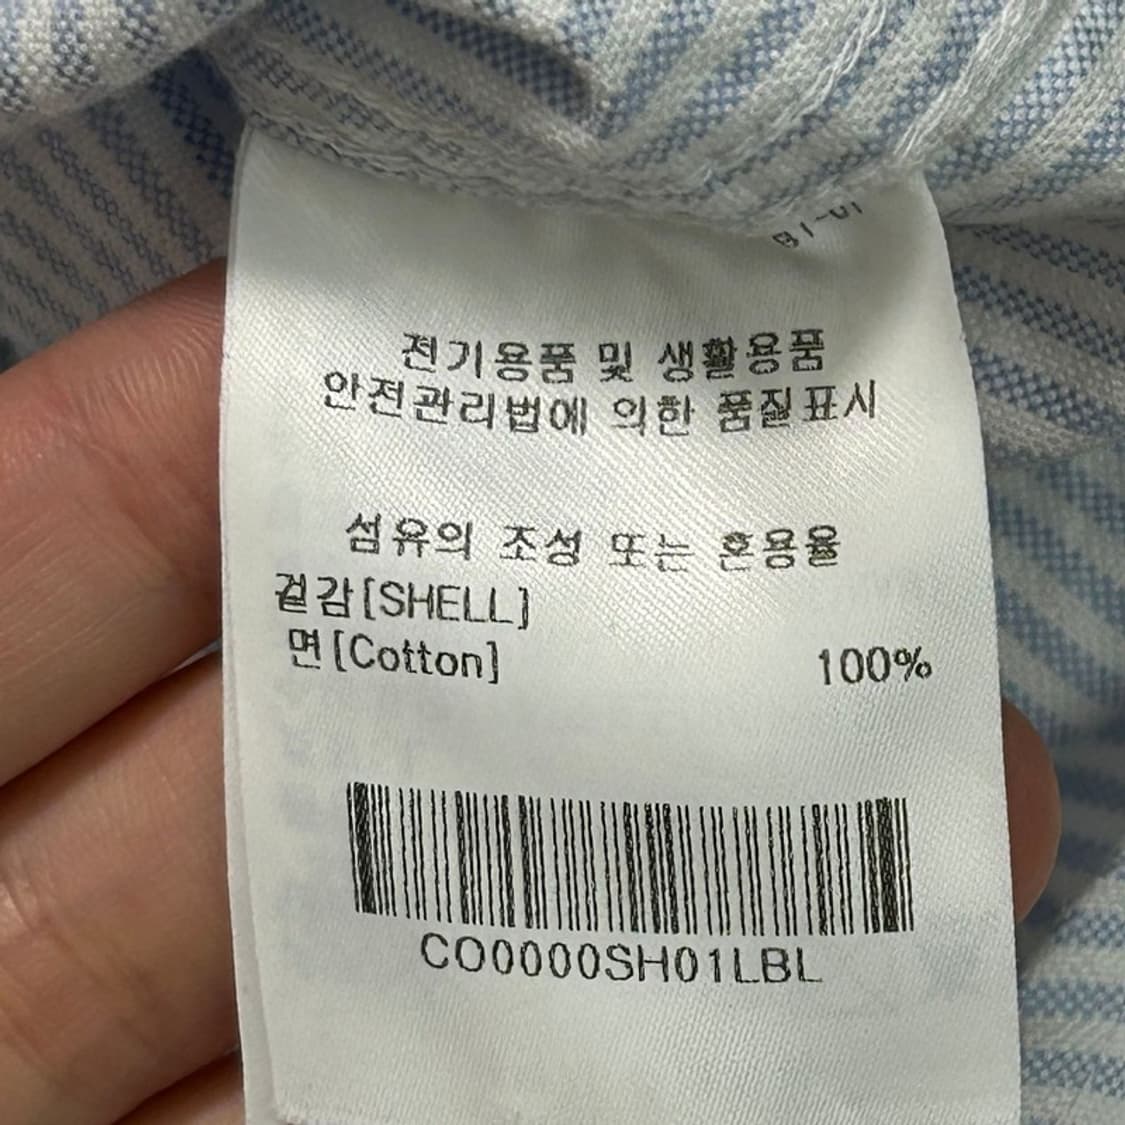 전기용품 및 생활용품
안전관리법에 의한 품질표시
섬유의 조성 또는 혼용율
겉감[SHELL]
면[Cotton] 100%
CO0000SH01LBL